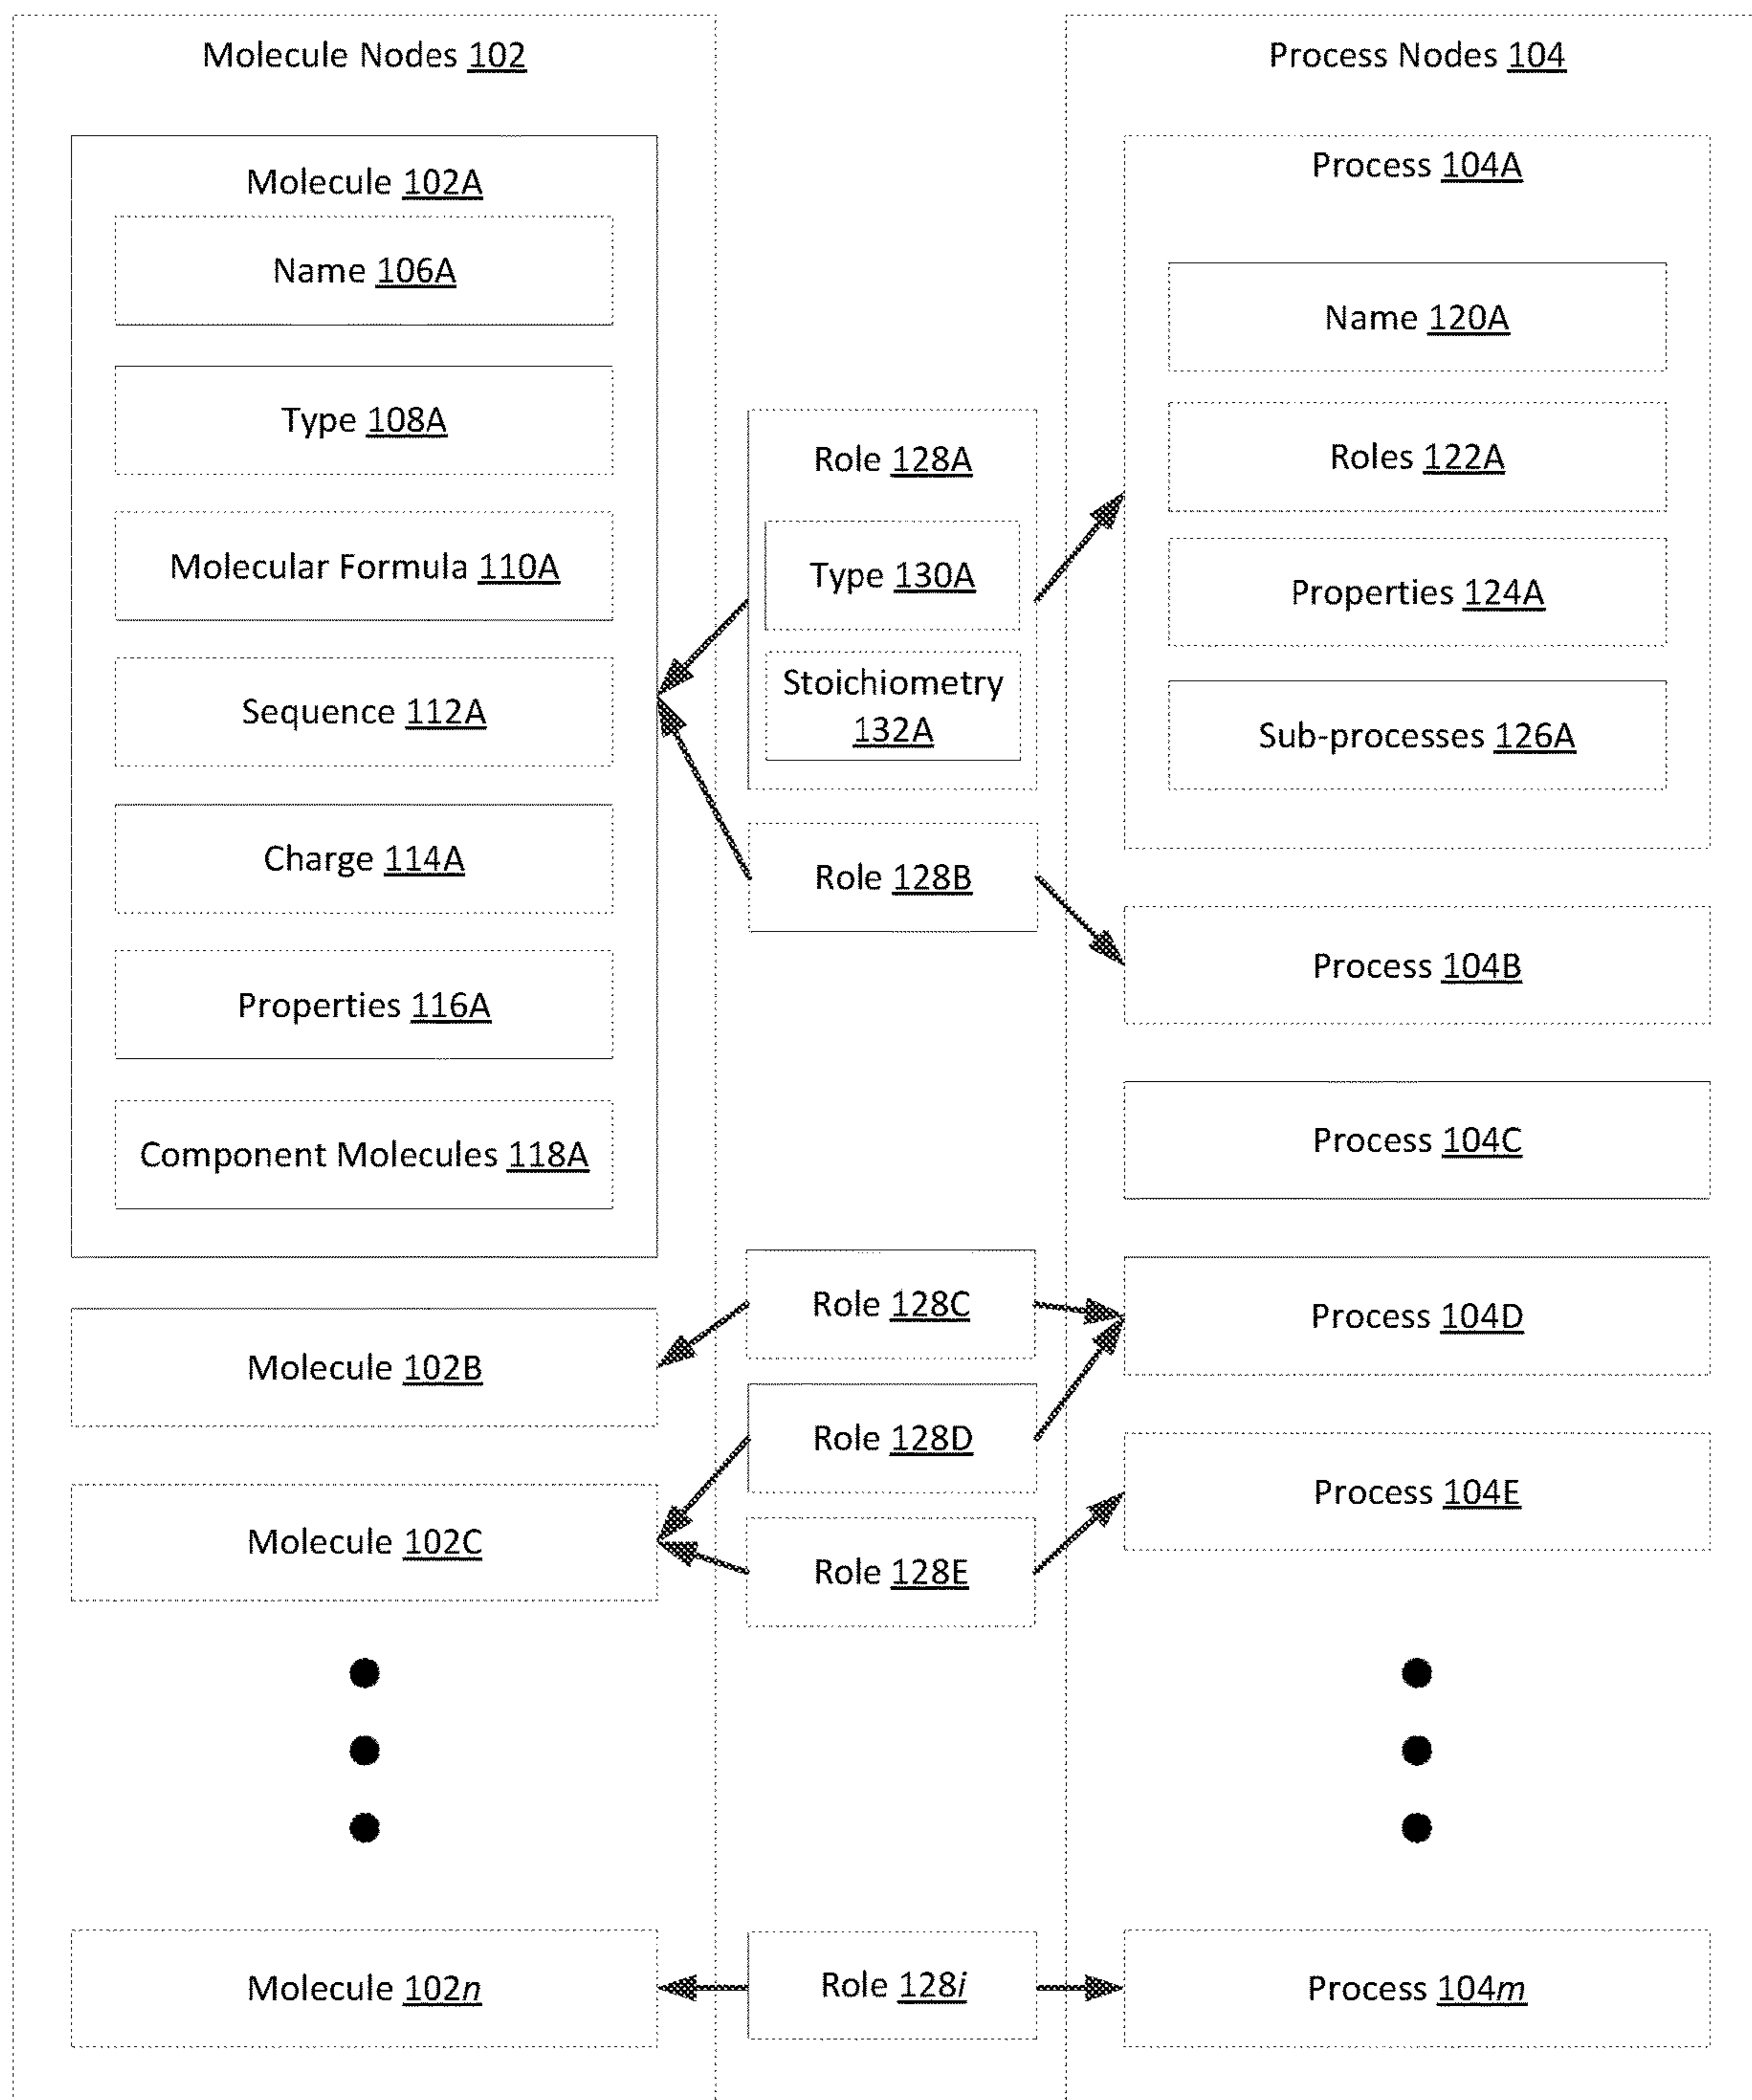 Molecule Nodes 102
Molecule 102A
Name 106A
Type 108A
Molecular Formula 110A
Sequence 112A
Charge 114A
Properties 116A
Component Molecules 118A
Molecule 102B
Molecule 102C
Molecule 102n
Role 128A
Type 130A
Stoichiometry
132A
Role 128B
Role 128C
Role 128D
Role 128E
Role 128i
Process Nodes 104
Process 104A
Name 120A
Roles 122A
Properties 124A
Sub-processes 126A
Process 104B
Process 104C
Process 104D
Process 104E
Process 104m